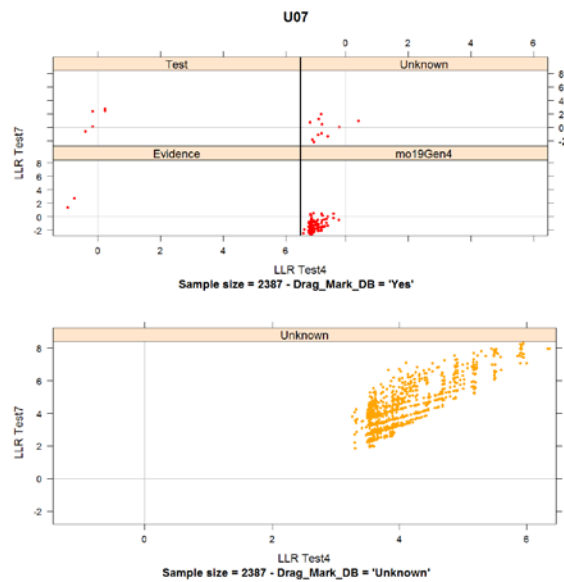 U07
0 2 4 6
Test Unknown
8
6
4
2
0
-2
Evidence mo19Gen4
8
6
4
2
0
-2
LLR Test7
0 2 4 6
LLR Test4
Sample size = 2387 - Drag_Mark_DB = 'Yes'
Unknown
8
6
4
2
0
-2
LLR Test7
0 2 4 6
LLR Test4
Sample size = 2387 - Drag_Mark_DB = 'Unknown'